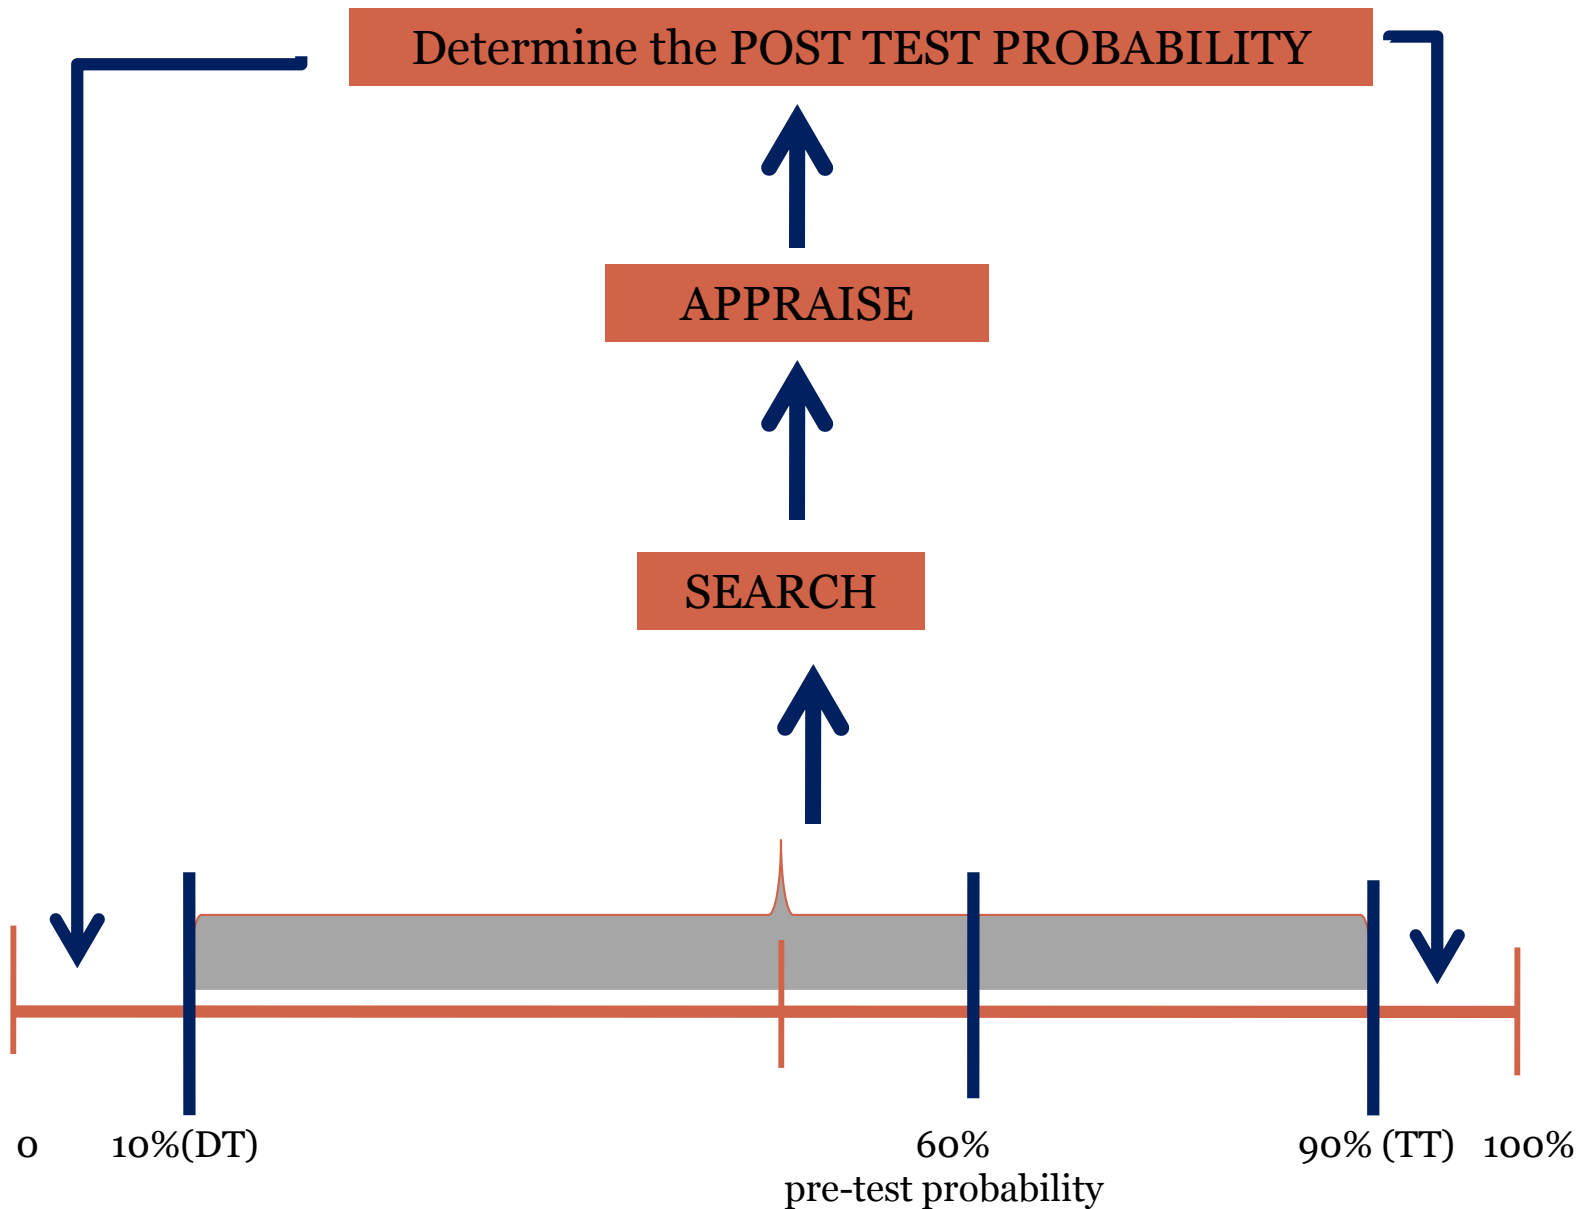 Determine the POST TEST PROBABILITY
APPRAISE
SEARCH
0 10%(DT) 60% 90% (TT) 100%
pre-test probability